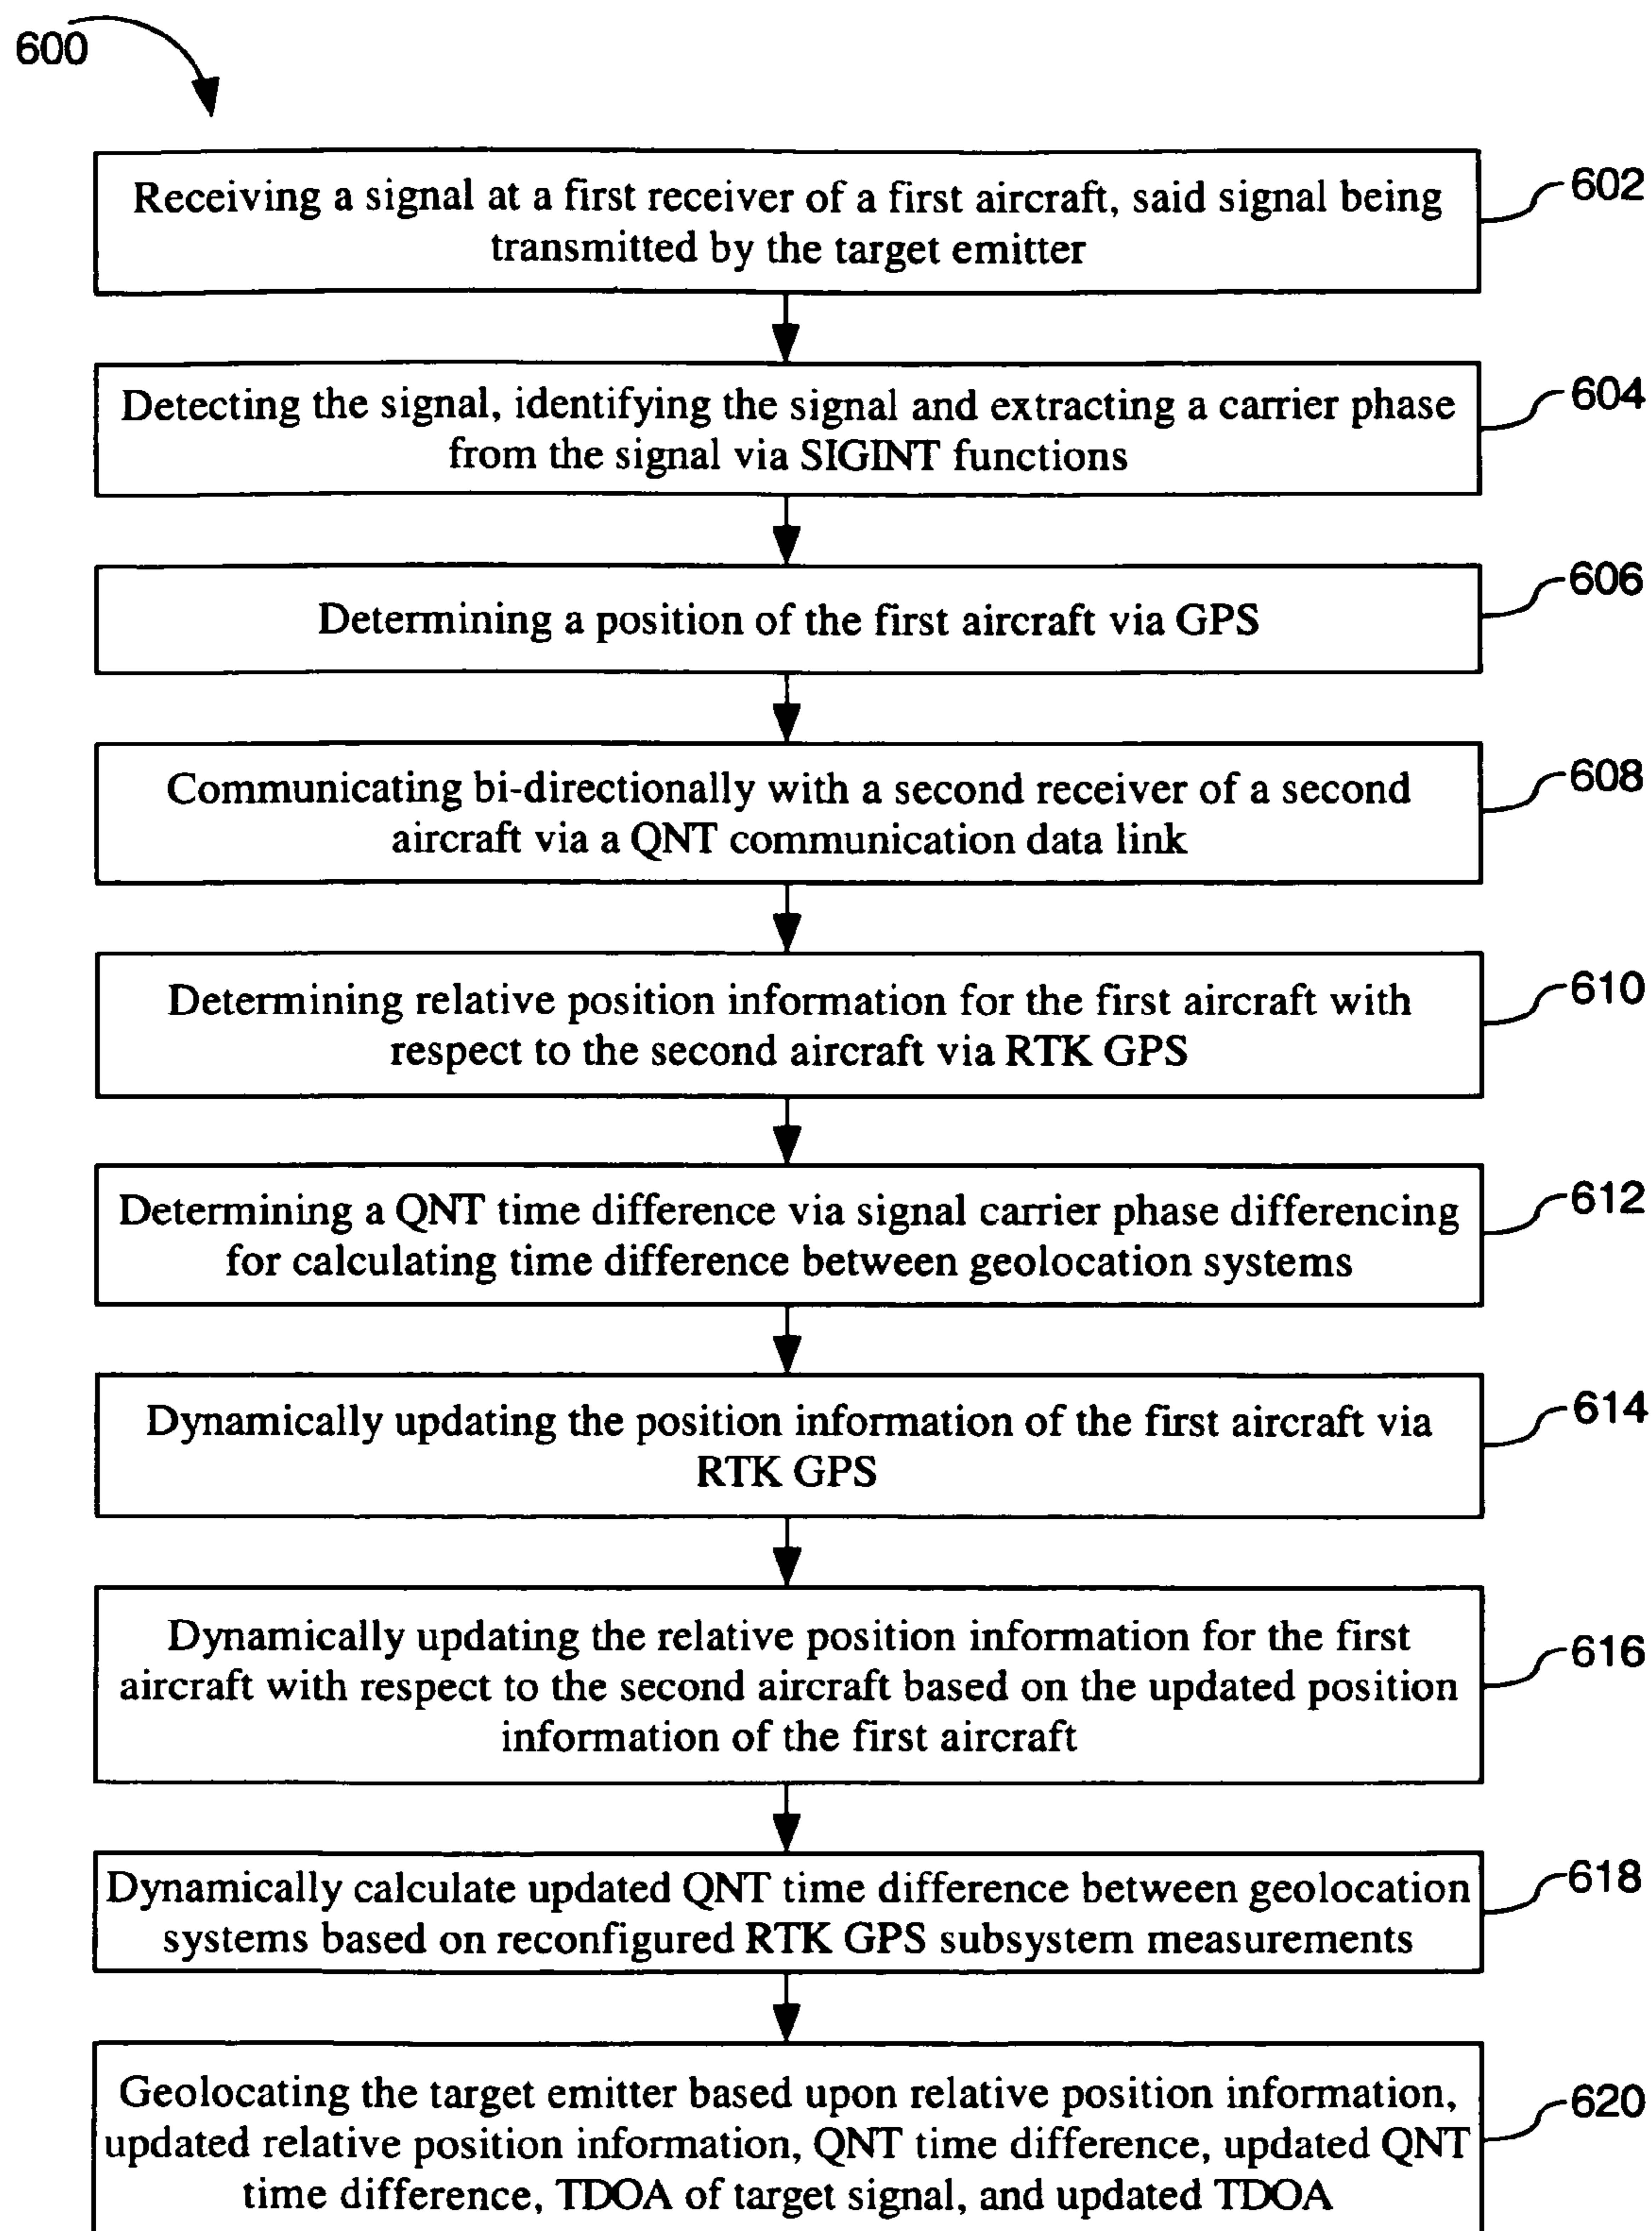 600
Receiving a signal at a first receiver of a first aircraft, said signal being
transmitted by the target emitter
602
Detecting the signal, identifying the signal and extracting a carrier phase
from the signal via SIGINT functions
604
Determining a position of the first aircraft via GPS
606
Communicating bi-directionally with a second receiver of a second
aircraft via a QNT communication data link
608
Determining relative position information for the first aircraft with
respect to the second aircraft via RTK GPS
610
Determining a QNT time difference via signal carrier phase differencing
for calculating time difference between geolocation systems
612
Dynamically updating the position information of the first aircraft via
RTK GPS
614
Dynamically updating the relative position information for the first
aircraft with respect to the second aircraft based on the updated position
information of the first aircraft
616
Dynamically calculate updated QNT time difference between geolocation
systems based on reconfigured RTK GPS subsystem measurements
618
Geolocating the target emitter based upon relative position information,
updated relative position information, QNT time difference, updated QNT
time difference, TDOA of target signal, and updated TDOA
620